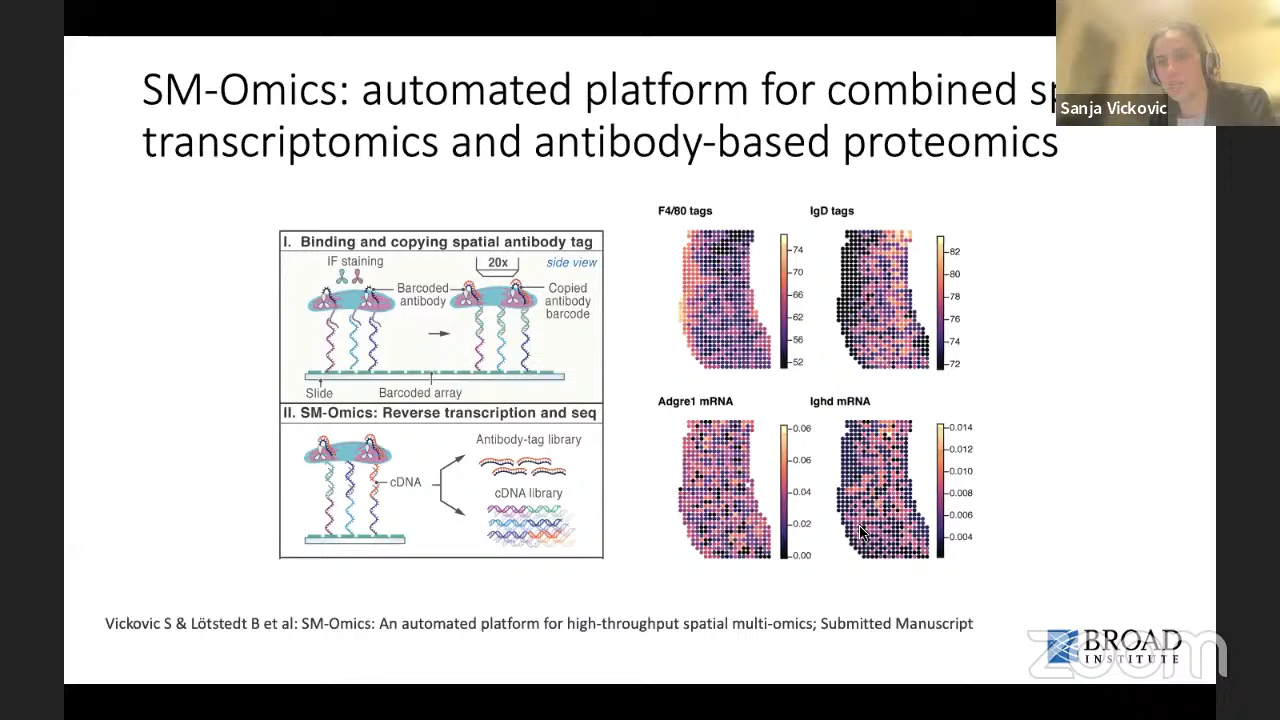 SM-Omics: automated platform for combined
transcriptomics and antibody-based proteomics
Sanja Vickovic
I. Binding and copying spatial antibody tag
IF staining
20x
side view
Barcoded
antibody
Copied
antibody
barcode
Slide
Barcoded array
II. SM-Omics: Reverse transcription and seq
Antibody-tag library
cDNA
cDNA library
F4/80 tags
74
70
66
62
56
52
IgD tags
82
80
78
76
74
72
Adgre1 mRNA
0.06
0.06
0.04
0.02
0.00
Ighd mRNA
0.014
0.012
0.010
0.008
0.006
0.004
Vickovic S & Lötstedt B et al: SM-Omics: An automated platform for high-throughput spatial multi-omics; Submitted Manuscript
BROAD
INSTITUTE
zoom